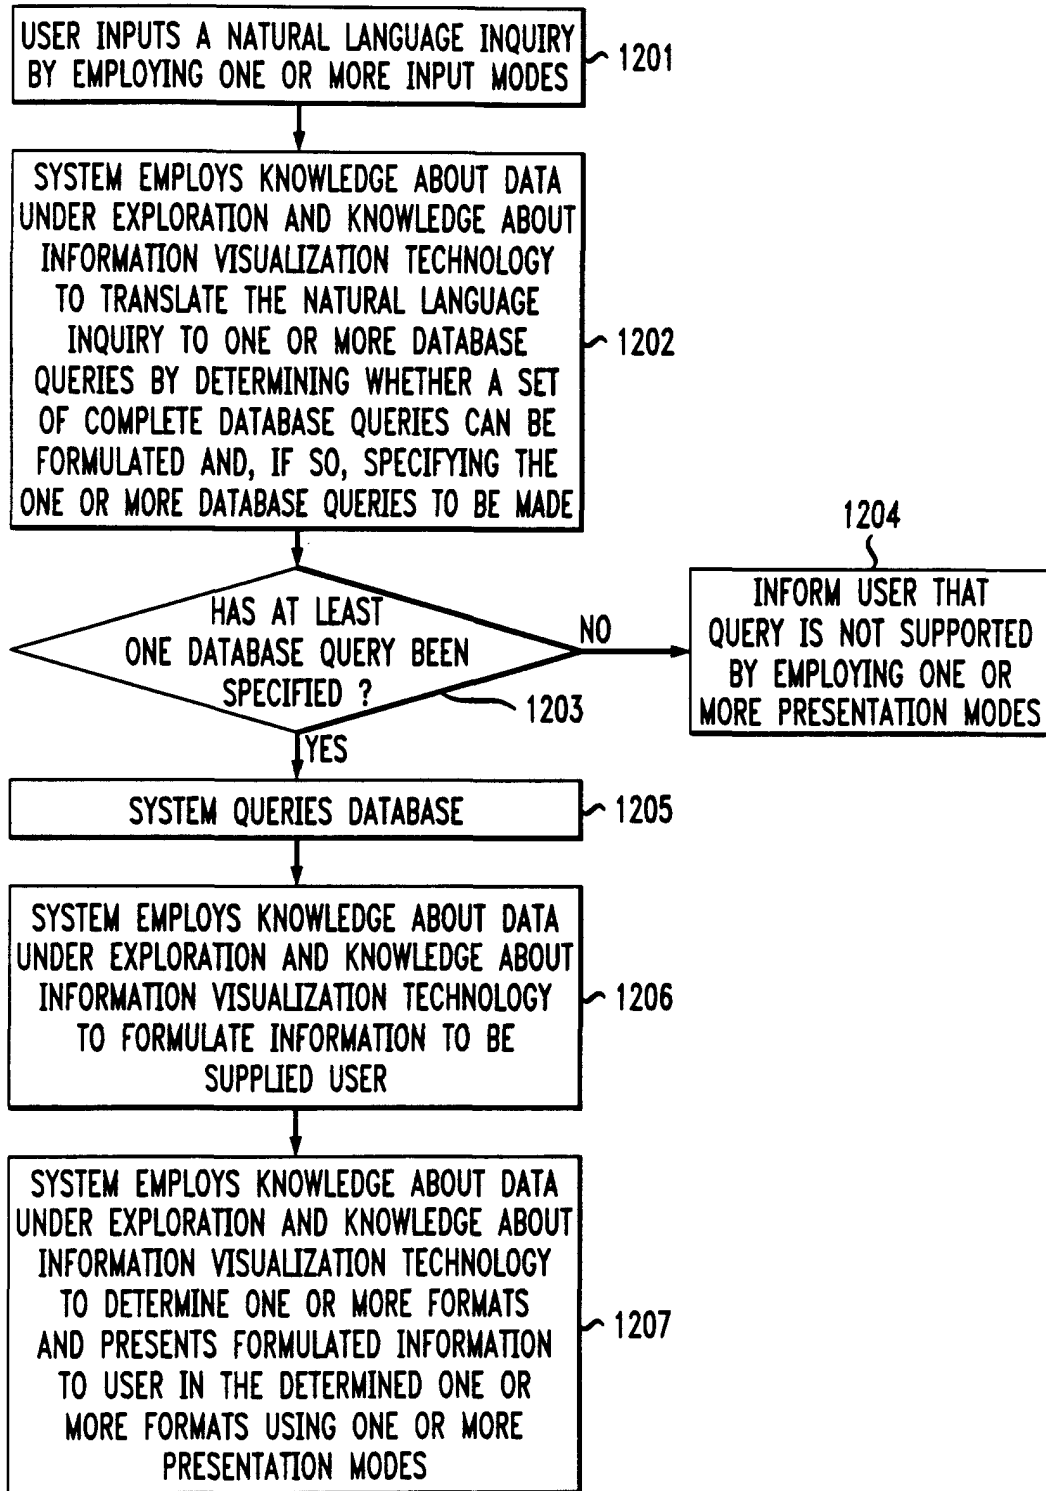 USER INPUTS A NATURAL LANGUAGE INQUIRY
BY EMPLOYING ONE OR MORE INPUT MODES
1201
SYSTEM EMPLOYS KNOWLEDGE ABOUT DATA
UNDER EXPLORATION AND KNOWLEDGE ABOUT
INFORMATION VISUALIZATION TECHNOLOGY
TO TRANSLATE THE NATURAL LANGUAGE
INQUIRY TO ONE OR MORE DATABASE
QUERIES BY DETERMINING WHETHER A SET
OF COMPLETE DATABASE QUERIES CAN BE
FORMULATED AND, IF SO, SPECIFYING THE
ONE OR MORE DATABASE QUERIES TO BE MADE
1202
HAS AT LEAST
ONE DATABASE QUERY BEEN
SPECIFIED ?
1203
NO
1204
INFORM USER THAT
QUERY IS NOT SUPPORTED
BY EMPLOYING ONE OR
MORE PRESENTATION MODES
YES
SYSTEM QUERIES DATABASE
1205
SYSTEM EMPLOYS KNOWLEDGE ABOUT DATA
UNDER EXPLORATION AND KNOWLEDGE ABOUT
INFORMATION VISUALIZATION TECHNOLOGY
TO FORMULATE INFORMATION TO BE
SUPPLIED USER
1206
SYSTEM EMPLOYS KNOWLEDGE ABOUT DATA
UNDER EXPLORATION AND KNOWLEDGE ABOUT
INFORMATION VISUALIZATION TECHNOLOGY
TO DETERMINE ONE OR MORE FORMATS
AND PRESENTS FORMULATED INFORMATION
TO USER IN THE DETERMINED ONE OR
MORE FORMATS USING ONE OR MORE
PRESENTATION MODES
1207